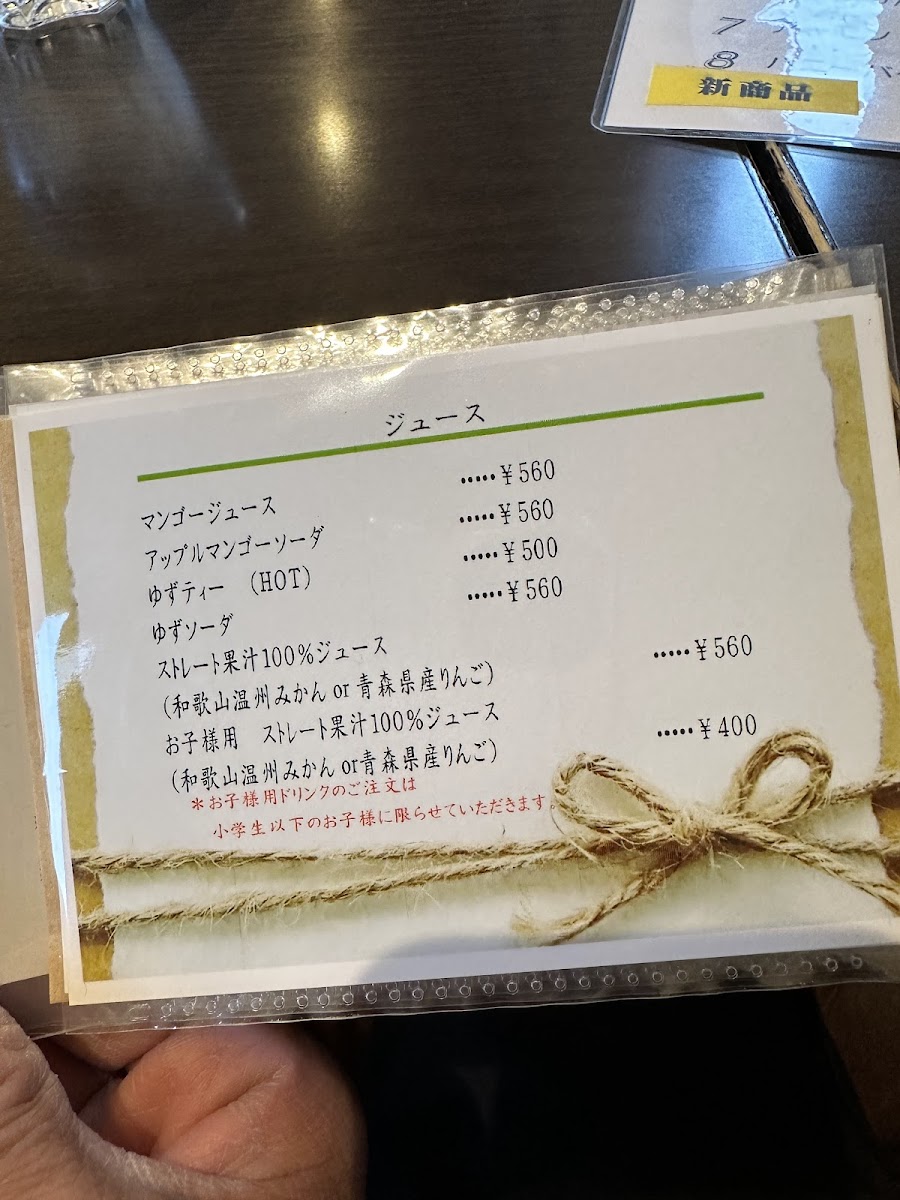 7
8
新商品
ジュース
マンゴージュース •••••¥560
アップルマンゴーソーダ •••••¥560
ゆずティー (HOT) •••••¥500
ゆずソーダ •••••¥560
ストレート果汁100%ジュース
(和歌山温州みかん or 青森県産りんご) •••••¥560
お子様用 ストレート果汁100%ジュース
(和歌山温州みかん or青森県産りんご) •••••¥400
*お子様用ドリンクのご注文は
小学生以下のお子様に限らせていただきます。